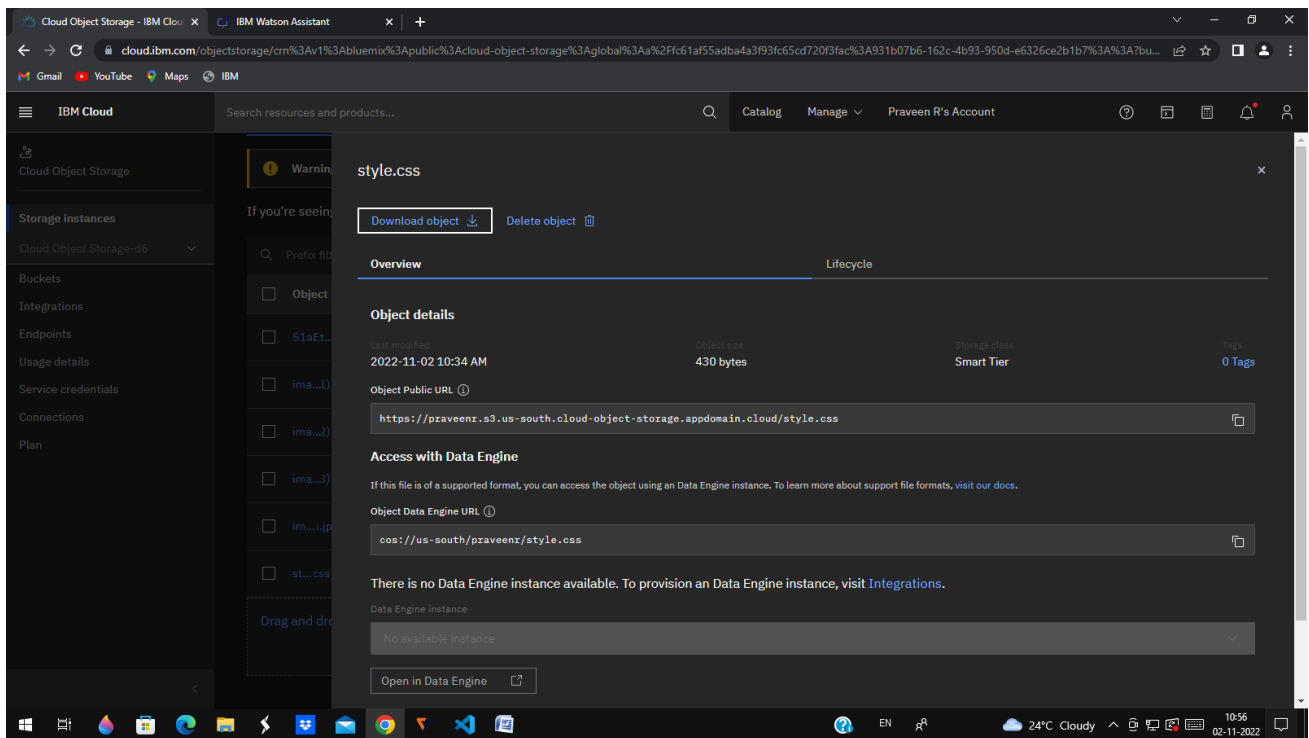 Cloud Object Storage - IBM Clou
IBM Watson Assistant
cloud.ibm.com/objectstorage/crn%3Av1%3Abluemix%3Apublic%3Acloud-object-storage%3Aglobal%3Aa%2Ffc61af55adba4a3f93fc65cd720f3fac%3A931b07b6-162c-4b93-950d-e6326ce2b1b7%3A%3A?bu...
Gmail YouTube Maps IBM
IBM Cloud Search resources and products... Catalog Manage Praveen R's Account
Cloud Object Storage
Storage instances
Cloud Object Storage-d6
Buckets
Integrations
Endpoints
Usage details
Service credentials
Connections
Plan
Warnin
If you're seein
Prefix filt
Object
51aEt...
ima...1)
ima...2)
ima...3)
im...jp
st...css
Drag and dro
style.css
Download object Delete object
Overview Lifecycle
Object details
Last modified Object size Storage class Tags
2022-11-02 10:34 AM 430 bytes Smart Tier 0 Tags
Object Public URL
https://praveenr.s3.us-south.cloud-object-storage.appdomain.cloud/style.css
Access with Data Engine
If this file is of a supported format, you can access the object using an Data Engine instance. To learn more about support file formats, visit our docs.
Object Data Engine URL
cos://us-south/praveenr/style.css
There is no Data Engine instance available. To provision an Data Engine instance, visit Integrations.
Data Engine instance
No available instance
Open in Data Engine
EN 24°C Cloudy 10:56
02-11-2022